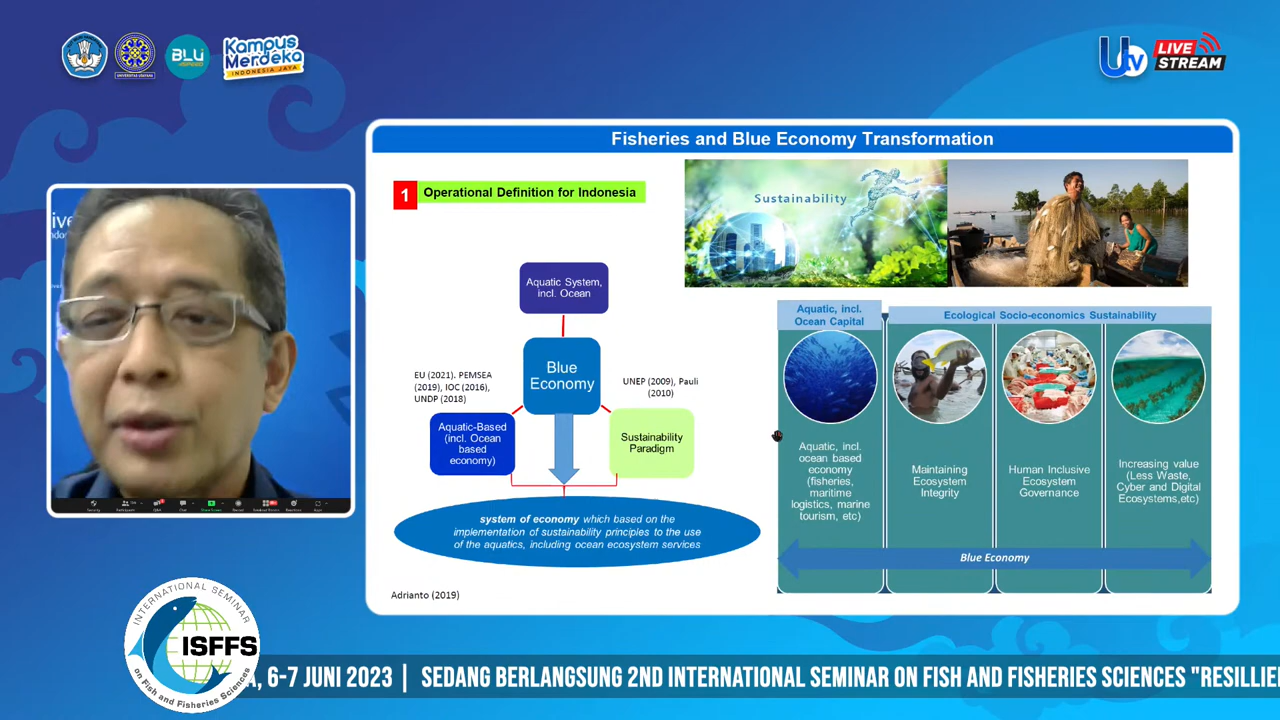 UNIVERSITAS UDAYANA
BLU
SPEED
Kampus
Merdeka
INDONESIA JAYA
U
tv
LIVE
STREAM
Fisheries and Blue Economy Transformation
1
Operational Definition for Indonesia
Sustainability
Aquatic System,
incl. Ocean
Blue
Economy
EU (2021). PEMSEA
(2019), IOC (2016),
UNDP (2018)
UNEP (2009), Pauli
(2010)
Aquatic-Based
(incl. Ocean
based
economy)
Sustainability
Paradigm
system of economy which based on the
implementation of sustainability principles to the use
of the aquatics, including ocean ecosystem services
Adrianto (2019)
Aquatic, incl.
Ocean Capital
Ecological Socio-economics Sustainability
Aquatic, incl.
ocean based
economy
(fisheries,
maritime
logistics, marine
tourism, etc)
Maintaining
Ecosystem
Integrity
Human Inclusive
Ecosystem
Governance
Increasing value
(Less Waste,
Cyber and Digital
Ecosystems,etc)
Blue Economy
INTERNATIONAL SEMINAR
ISFFS
on Fish and Fisheries Sciences
A, 6-7 JUNI 2023 | SEDANG BERLANGSUNG 2ND INTERNATIONAL SEMINAR ON FISH AND FISHERIES SCIENCES "RESILLIE